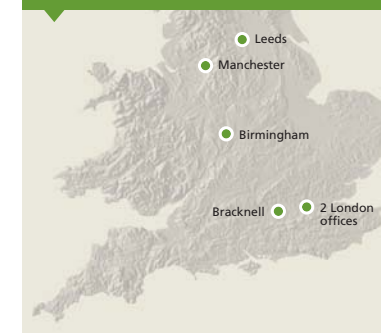 Leeds
Manchester
Birmingham
Bracknell
2 London
offices